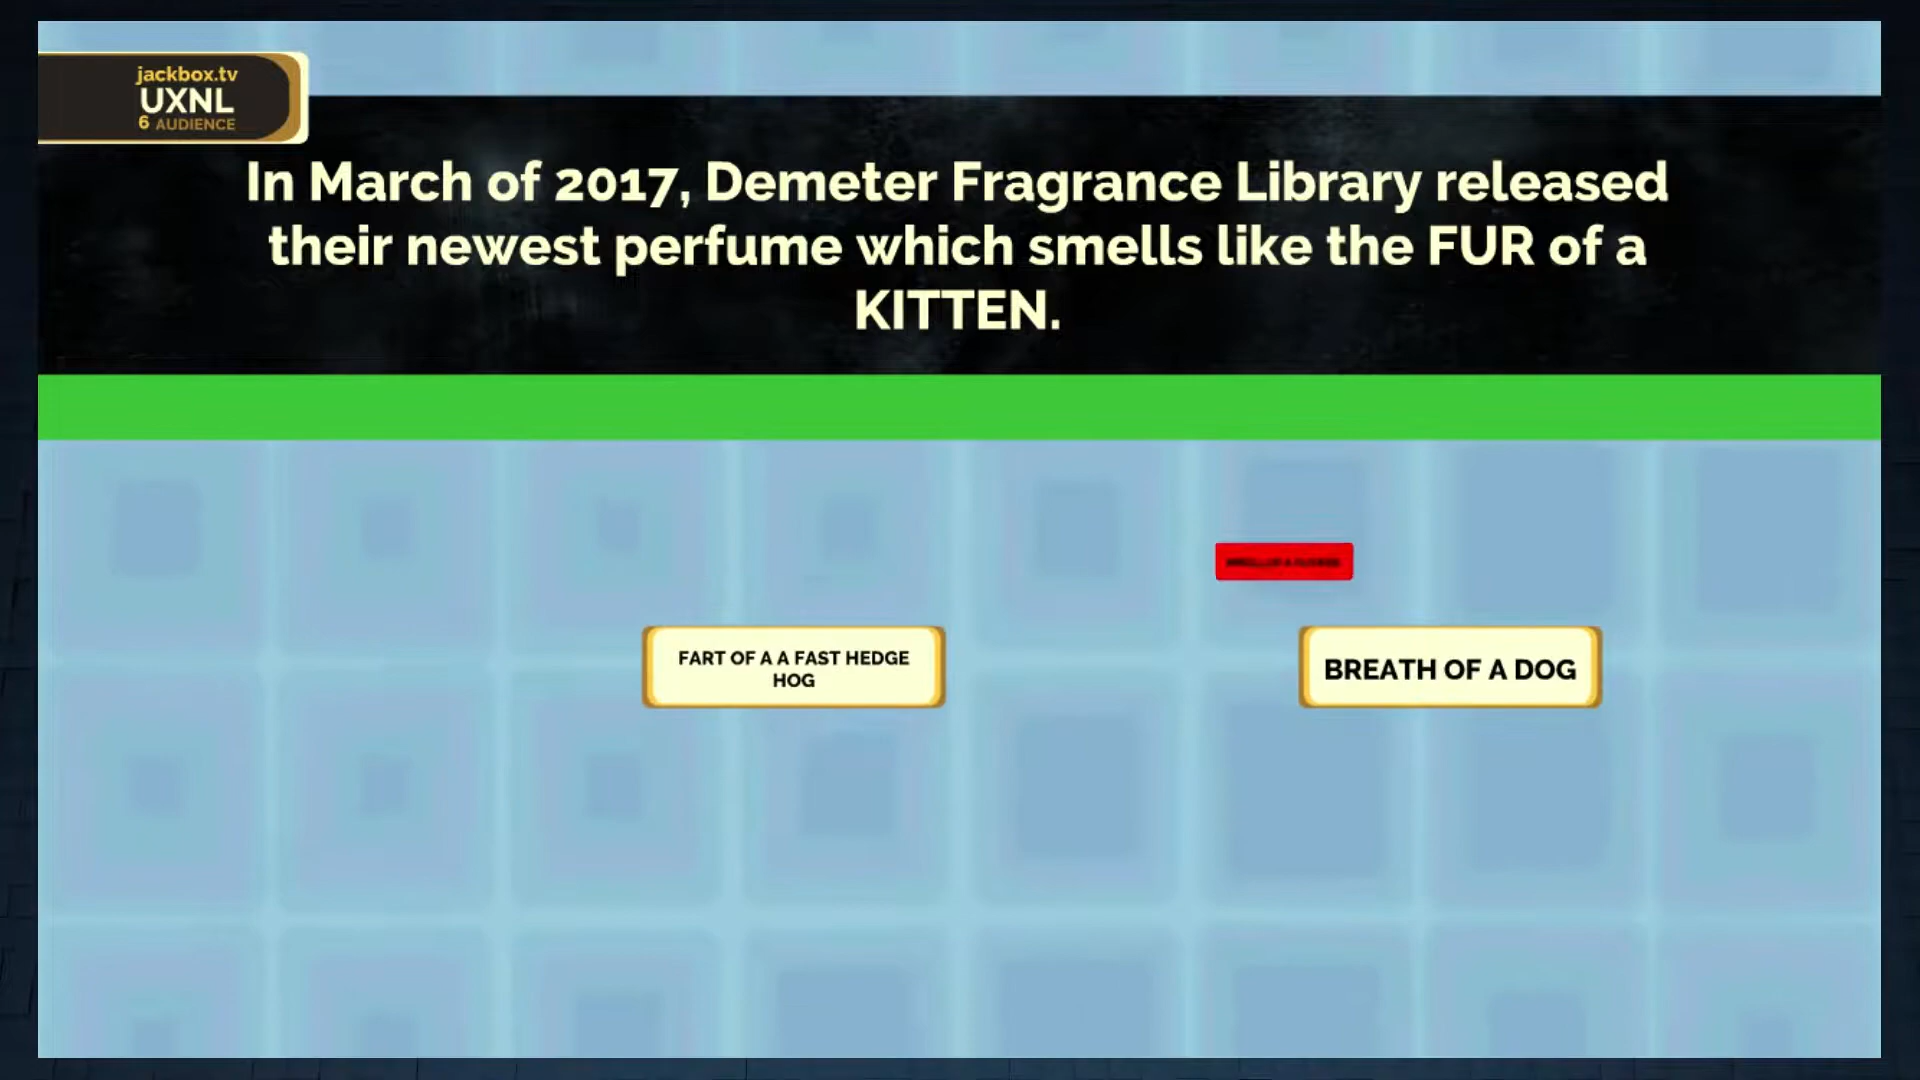 jackbox.tv
UXNL
6 AUDIENCE
In March of 2017, Demeter Fragrance Library released
their newest perfume which smells like the FUR of a
KITTEN.
FART OF A A FAST HEDGE
HOG
BREATH OF A DOG